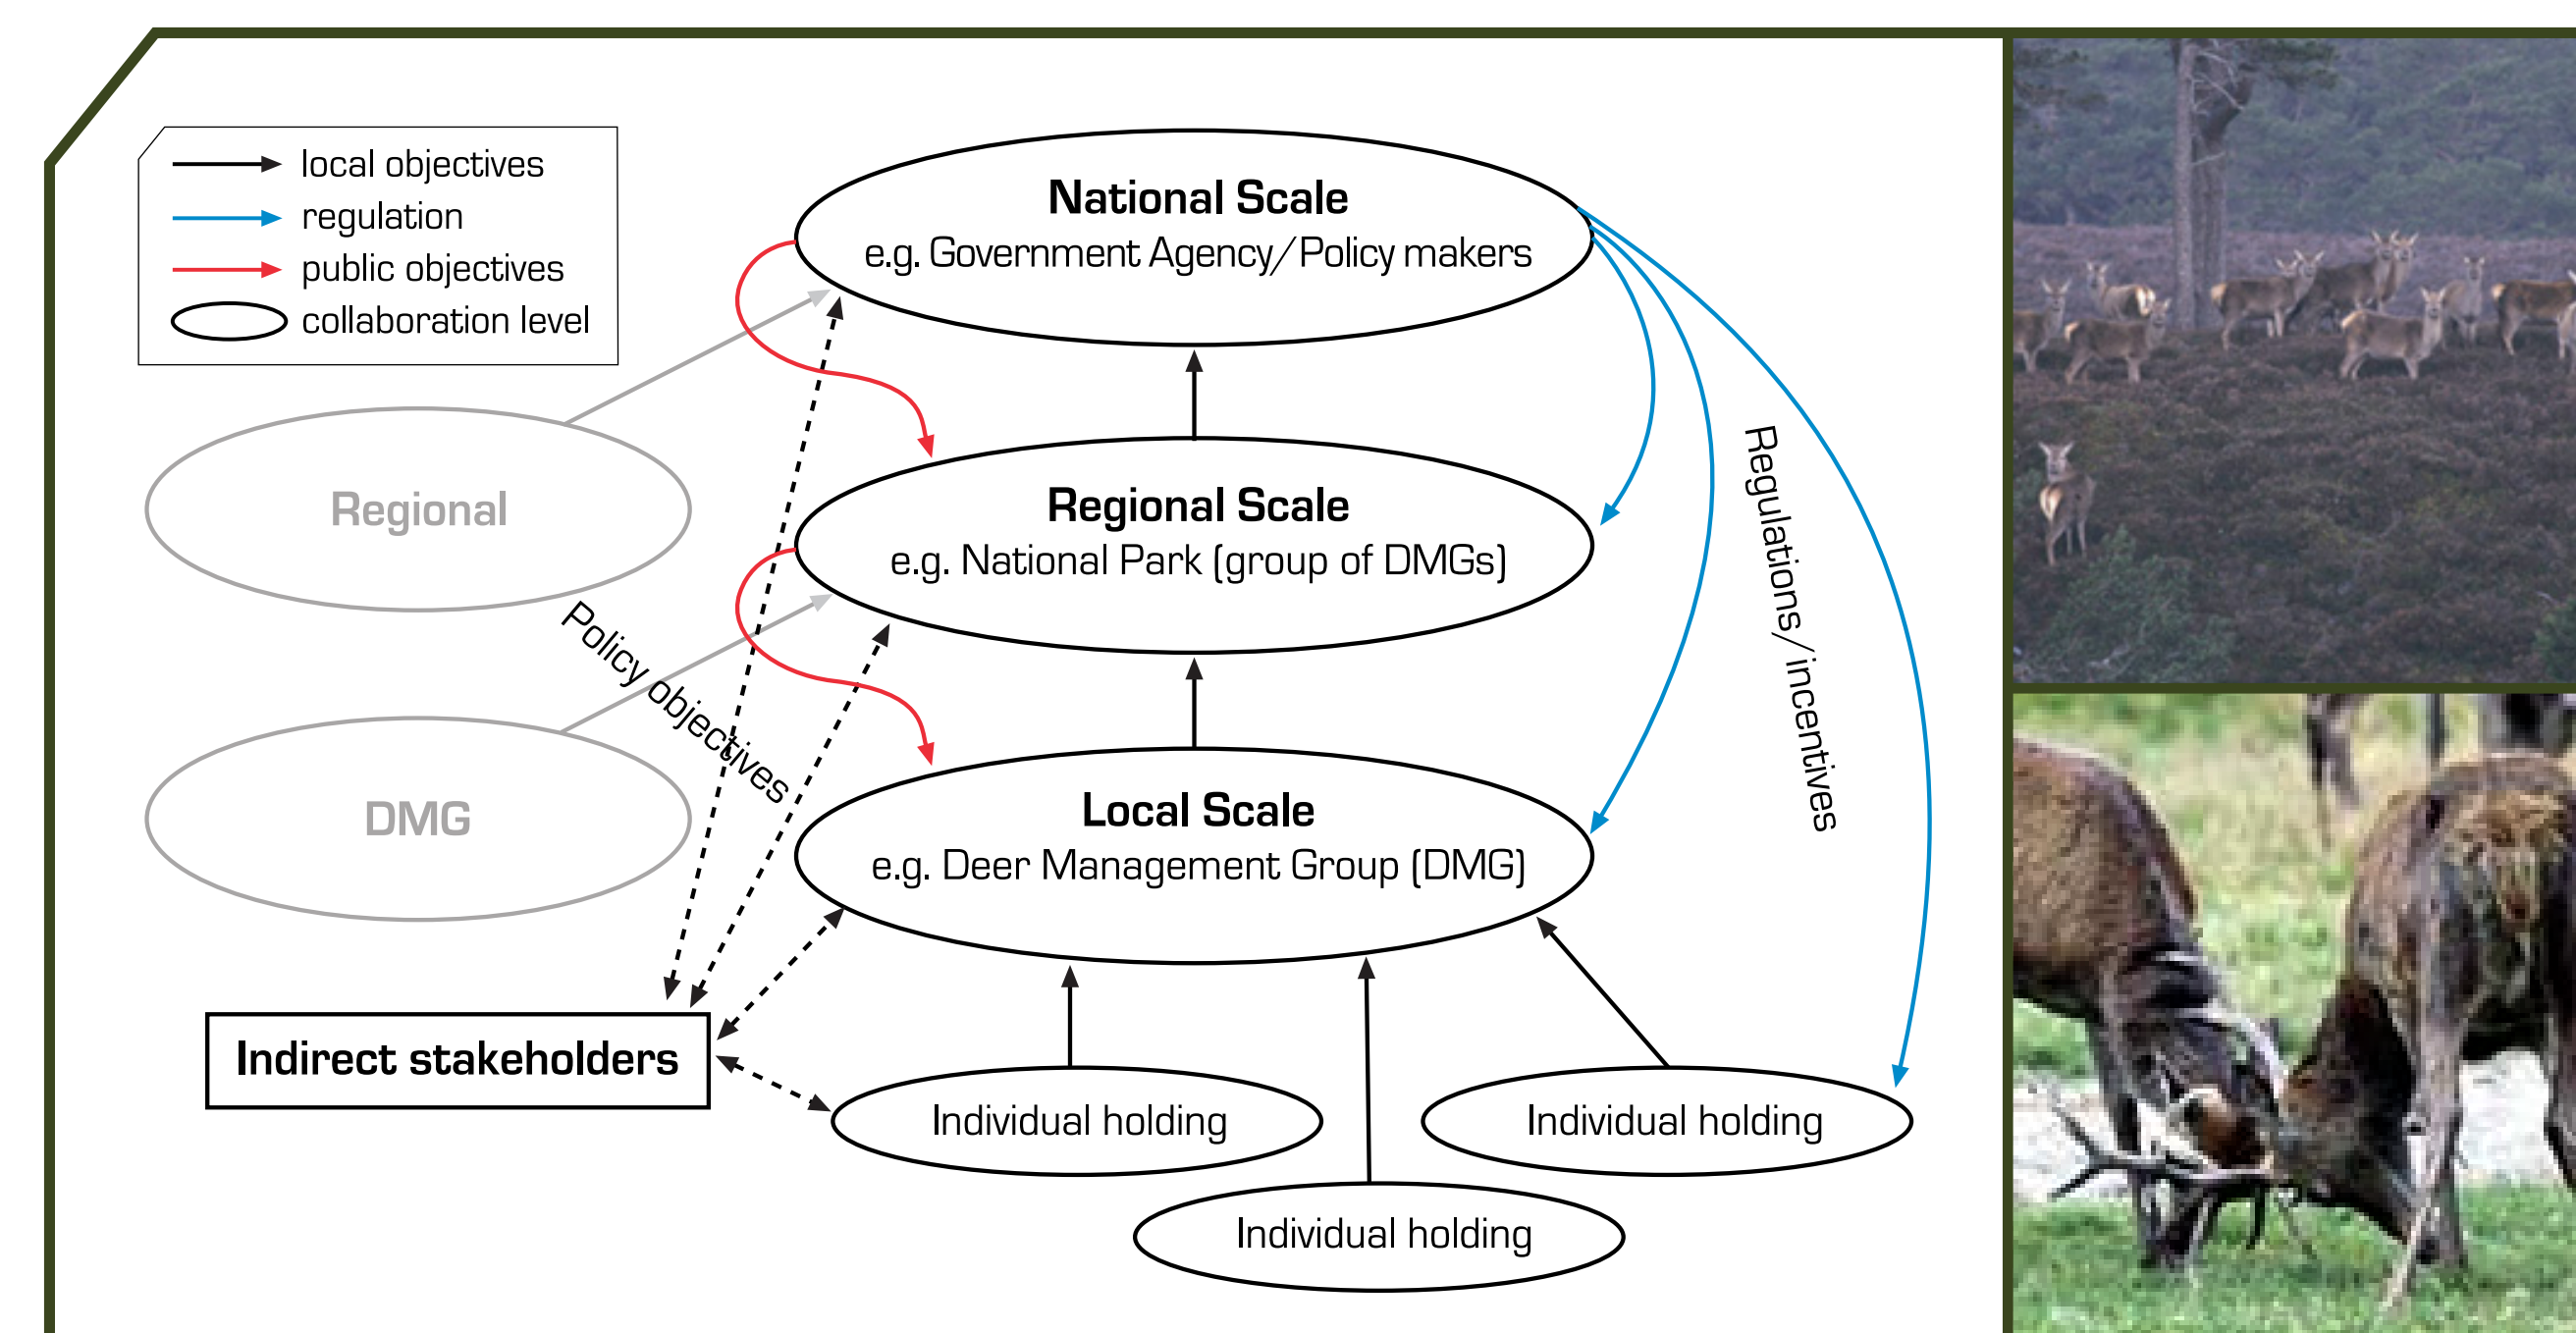 local objectives
regulation
public objectives
collaboration level
National Scale
e.g. Government Agency/Policy makers
Regional
Regional Scale
e.g. National Park (group of DMGs)
Policy objectives
Regulations/incentives
DMG
Local Scale
e.g. Deer Management Group (DMG)
Indirect stakeholders
Individual holding
Individual holding
Individual holding